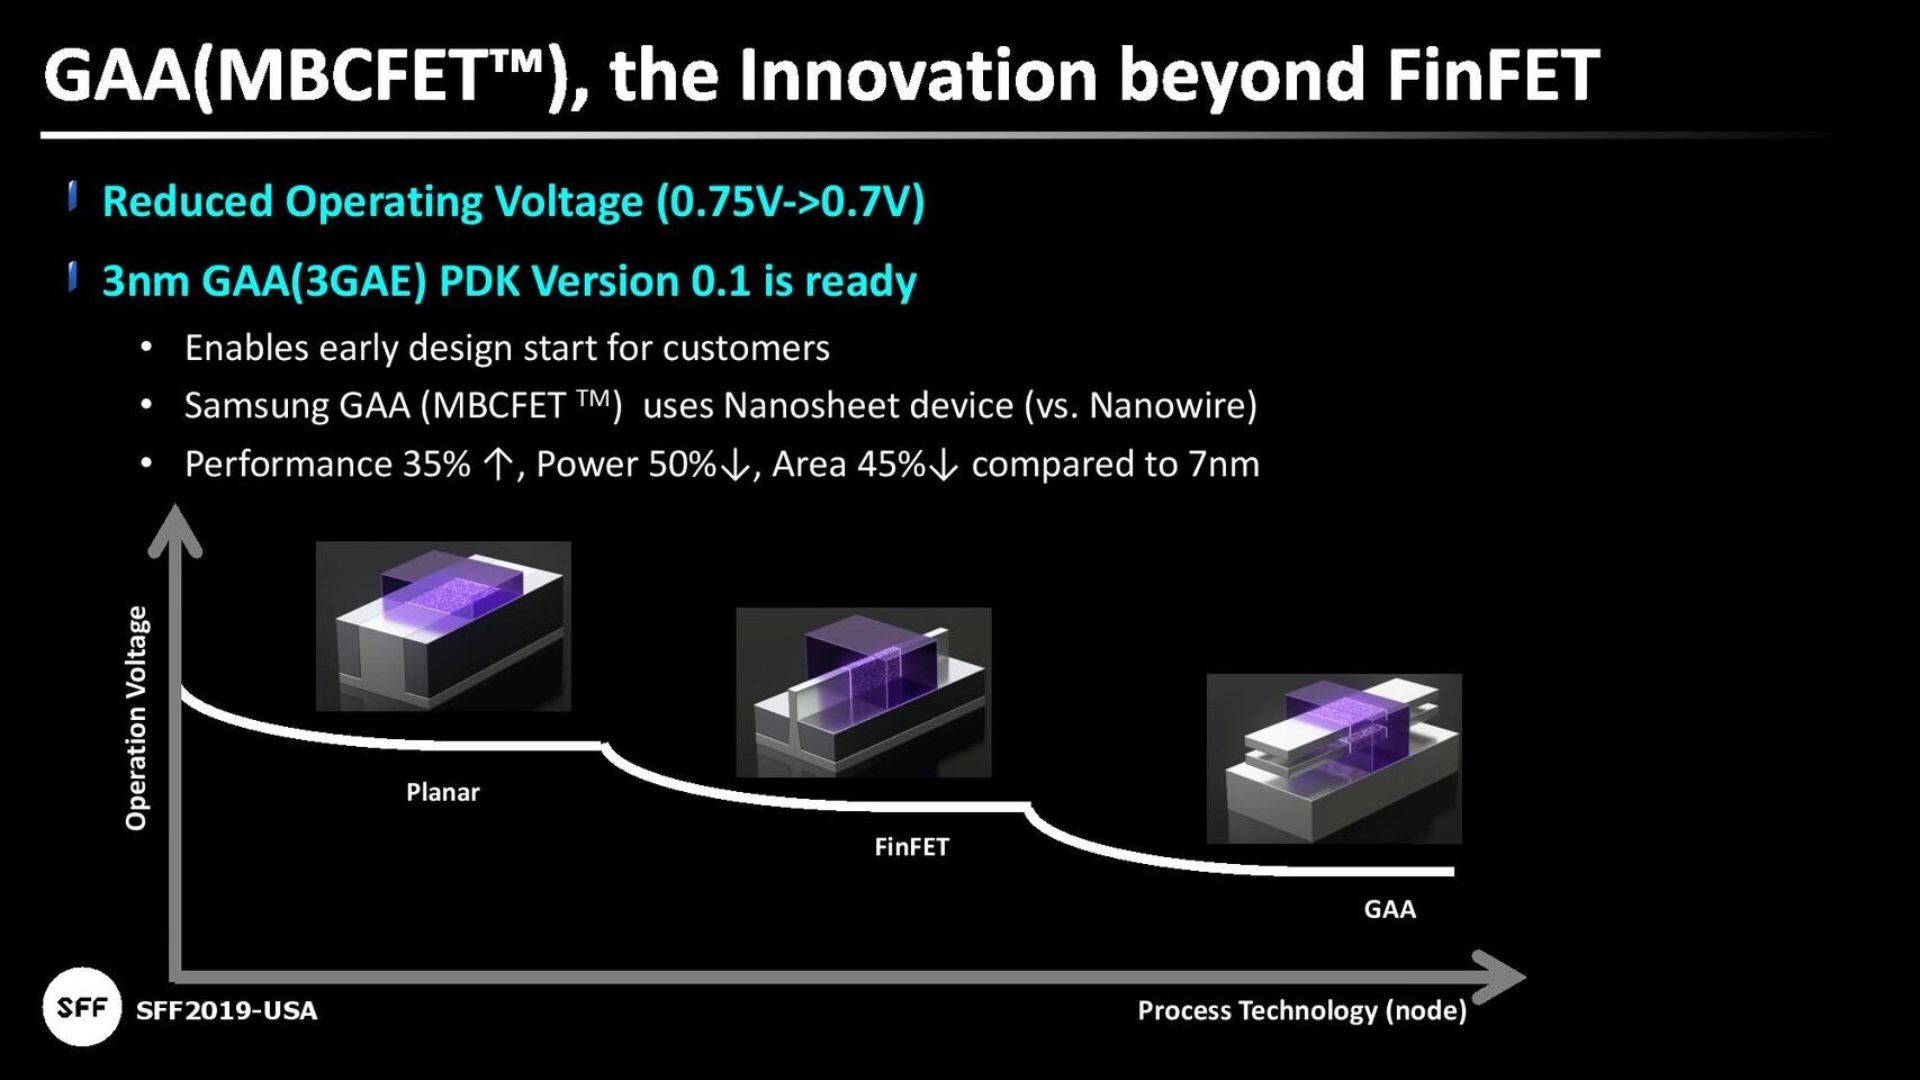 GAA(MBCFET™), the Innovation beyond FinFET
Reduced Operating Voltage (0.75V->0.7V)
3nm GAA(3GAE) PDK Version 0.1 is ready
• Enables early design start for customers
• Samsung GAA (MBCFET ™) uses Nanosheet device (vs. Nanowire)
• Performance 35% ↑, Power 50%↓, Area 45%↓ compared to 7nm
Operation Voltage
Planar
FinFET
GAA
Process Technology (node)
SFF SFF2019-USA